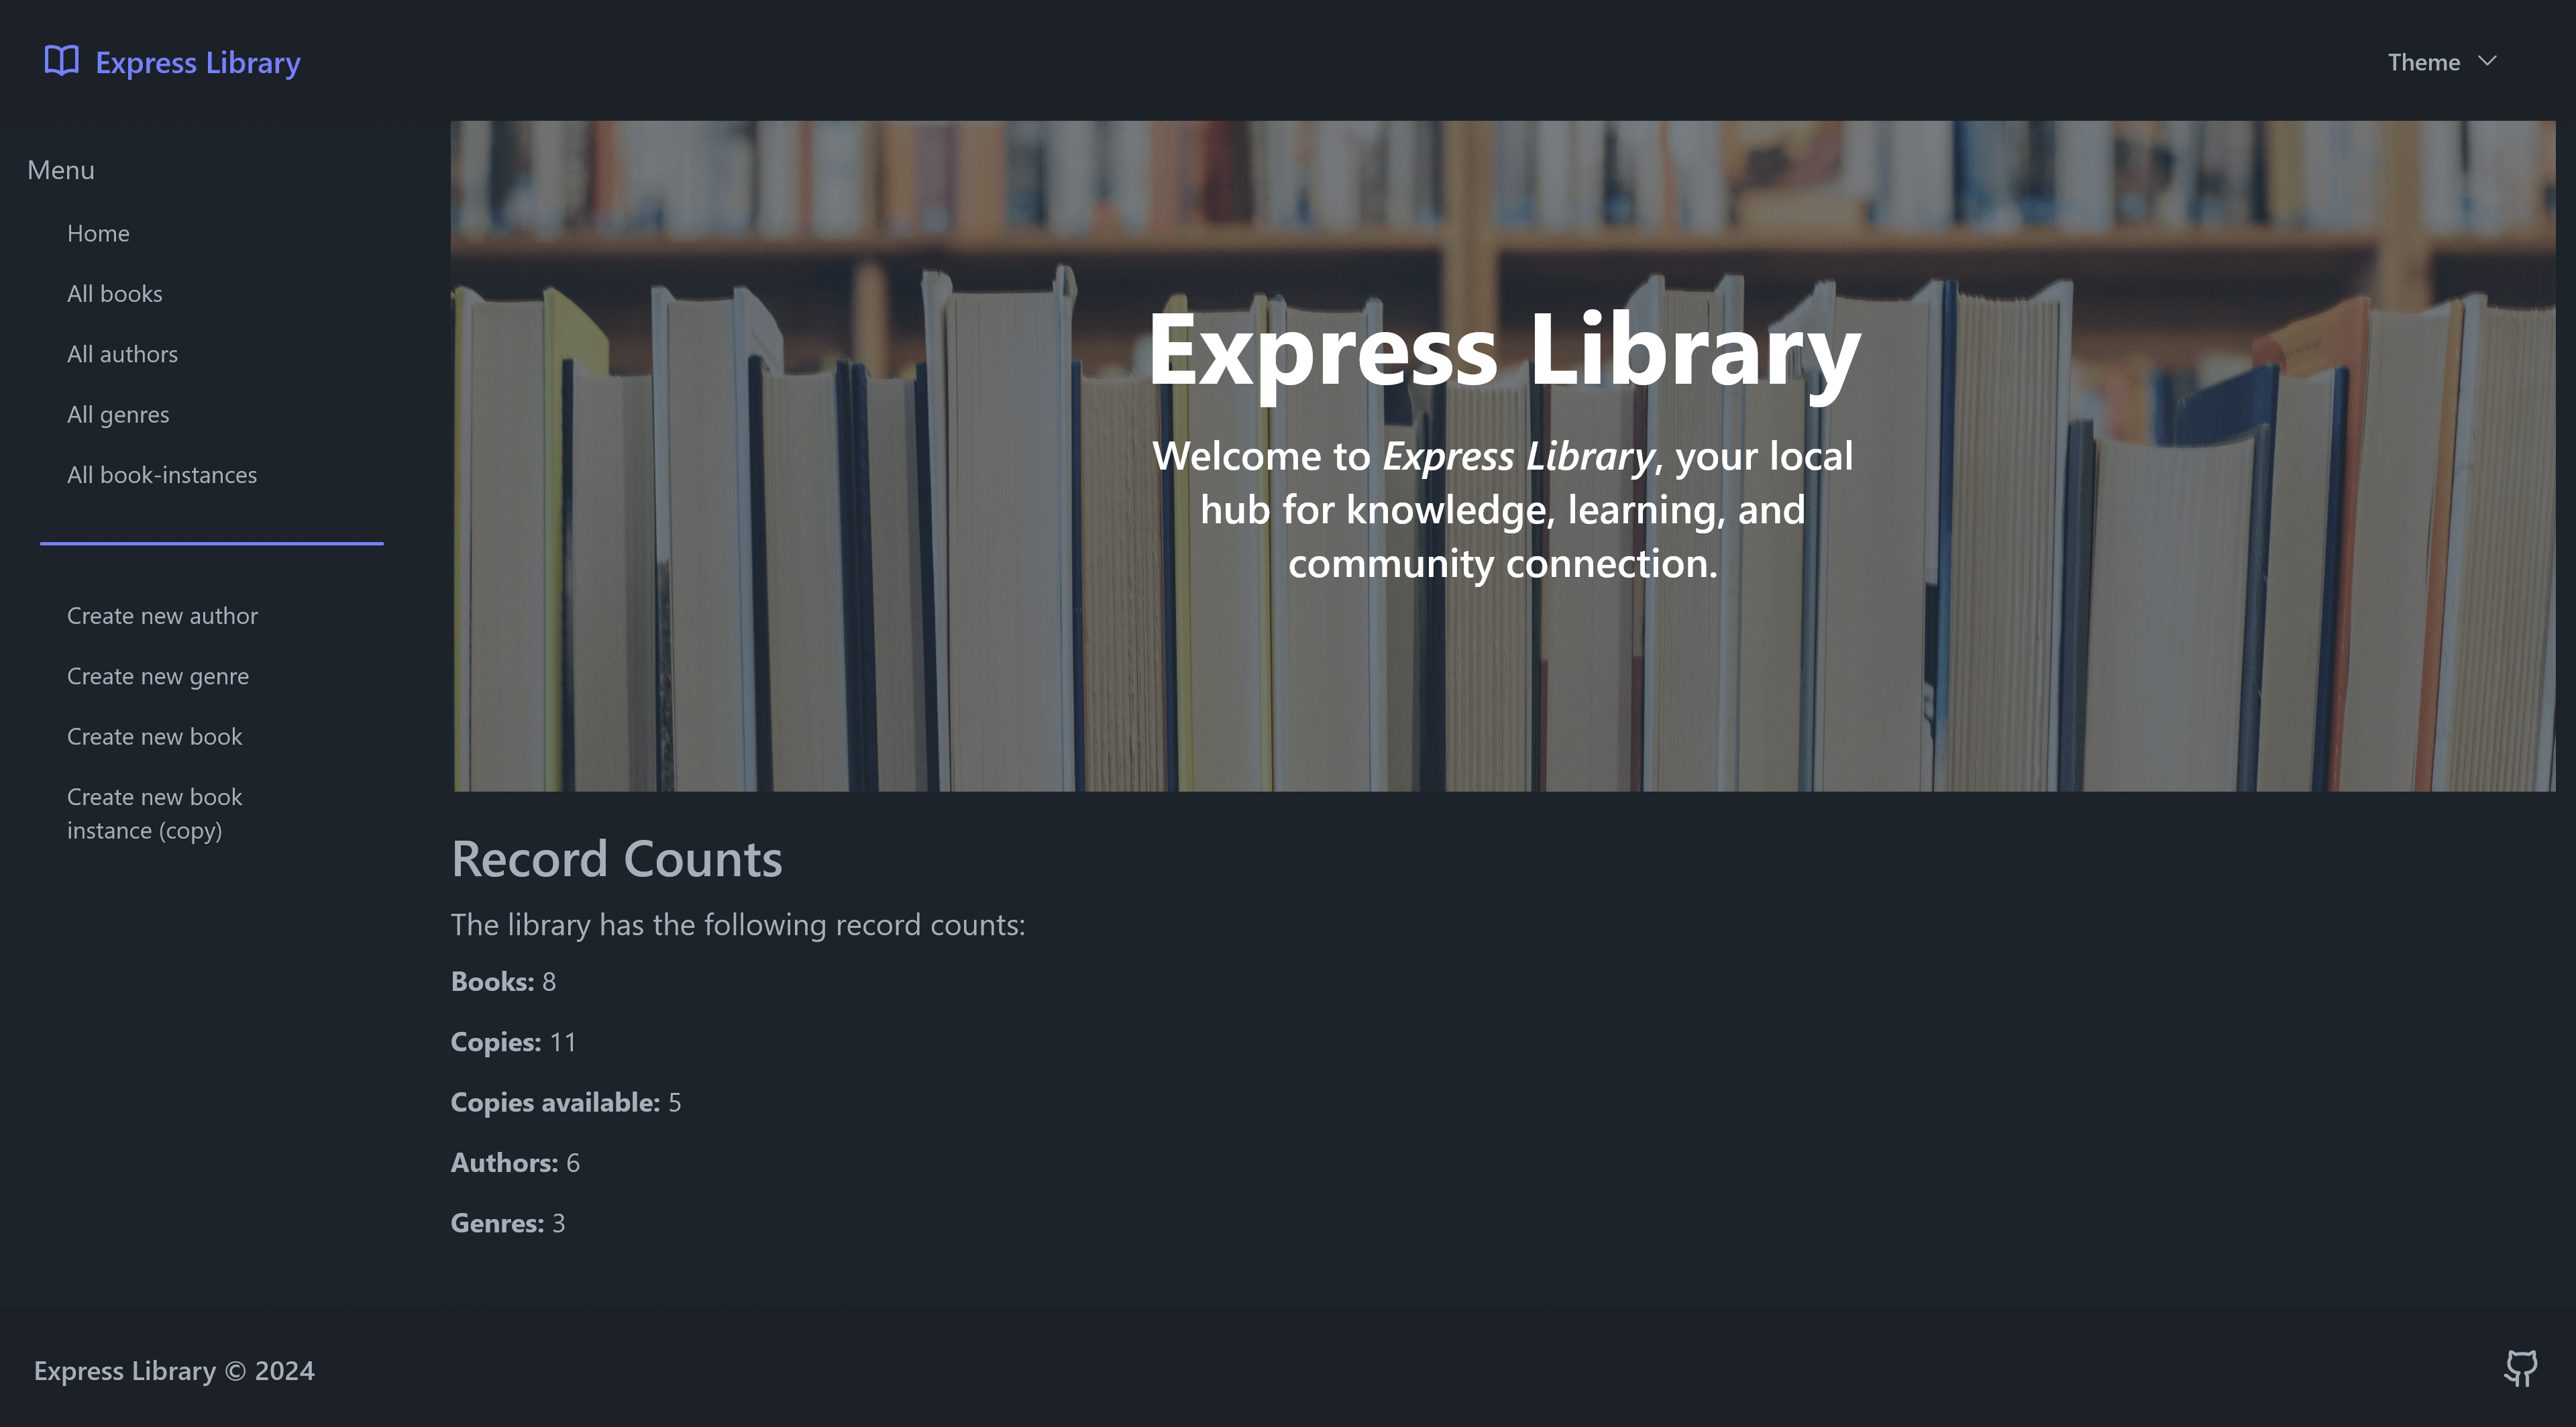 Express Library
Theme
Menu
Home
All books
All authors
All genres
All book-instances
Create new author
Create new genre
Create new book
Create new book
instance (copy)
Express Library
Welcome to Express Library, your local
hub for knowledge, learning, and
community connection.
Record Counts
The library has the following record counts:
Books: 8
Copies: 11
Copies available: 5
Authors: 6
Genres: 3
Express Library © 2024